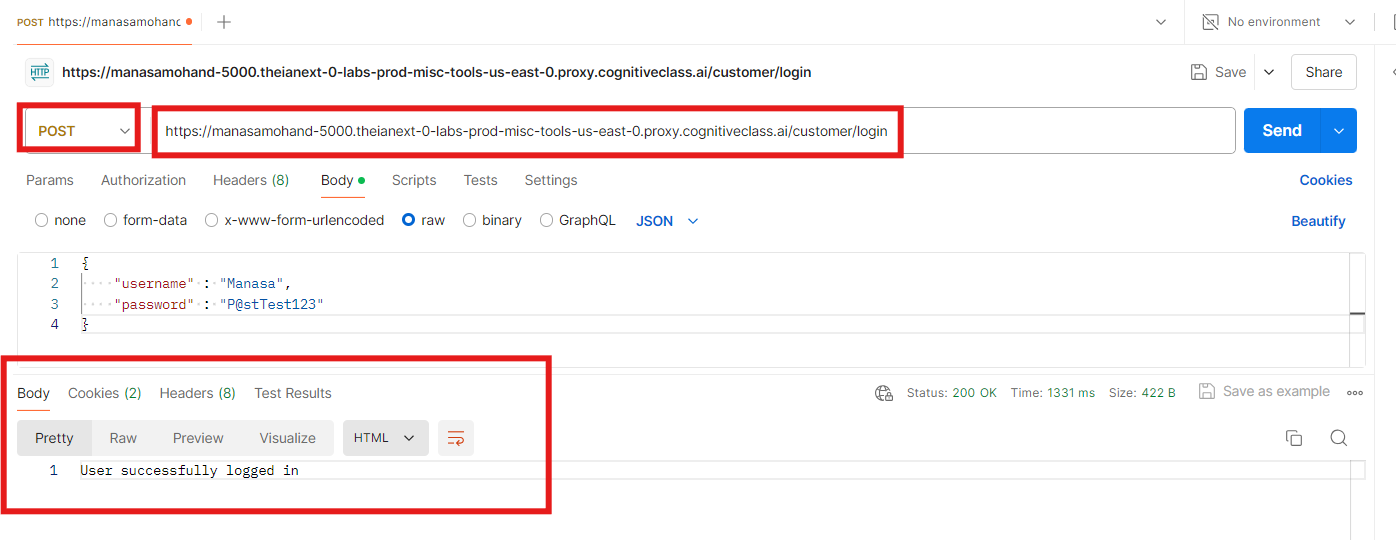 POST https://manasamohanc
No environment
HTTP https://manasamohand-5000.theianext-0-labs-prod-misc-tools-us-east-0.proxy.cognitiveclass.ai/customer/login Save Share
POST https://manasamohand-5000.theianext-0-labs-prod-misc-tools-us-east-0.proxy.cognitiveclass.ai/customer/login Send
Params Authorization Headers (8) Body Scripts Tests Settings Cookies
none form-data x-www-form-urlencoded raw binary GraphQL JSON Beautify
1 {
2 "username" : "Manasa",
3 "password" : "P@stTest123"
4 }
Body Cookies (2) Headers (8) Test Results Status: 200 OK Time: 1331 ms Size: 422 B Save as example
Pretty Raw Preview Visualize HTML
1 User successfully logged in